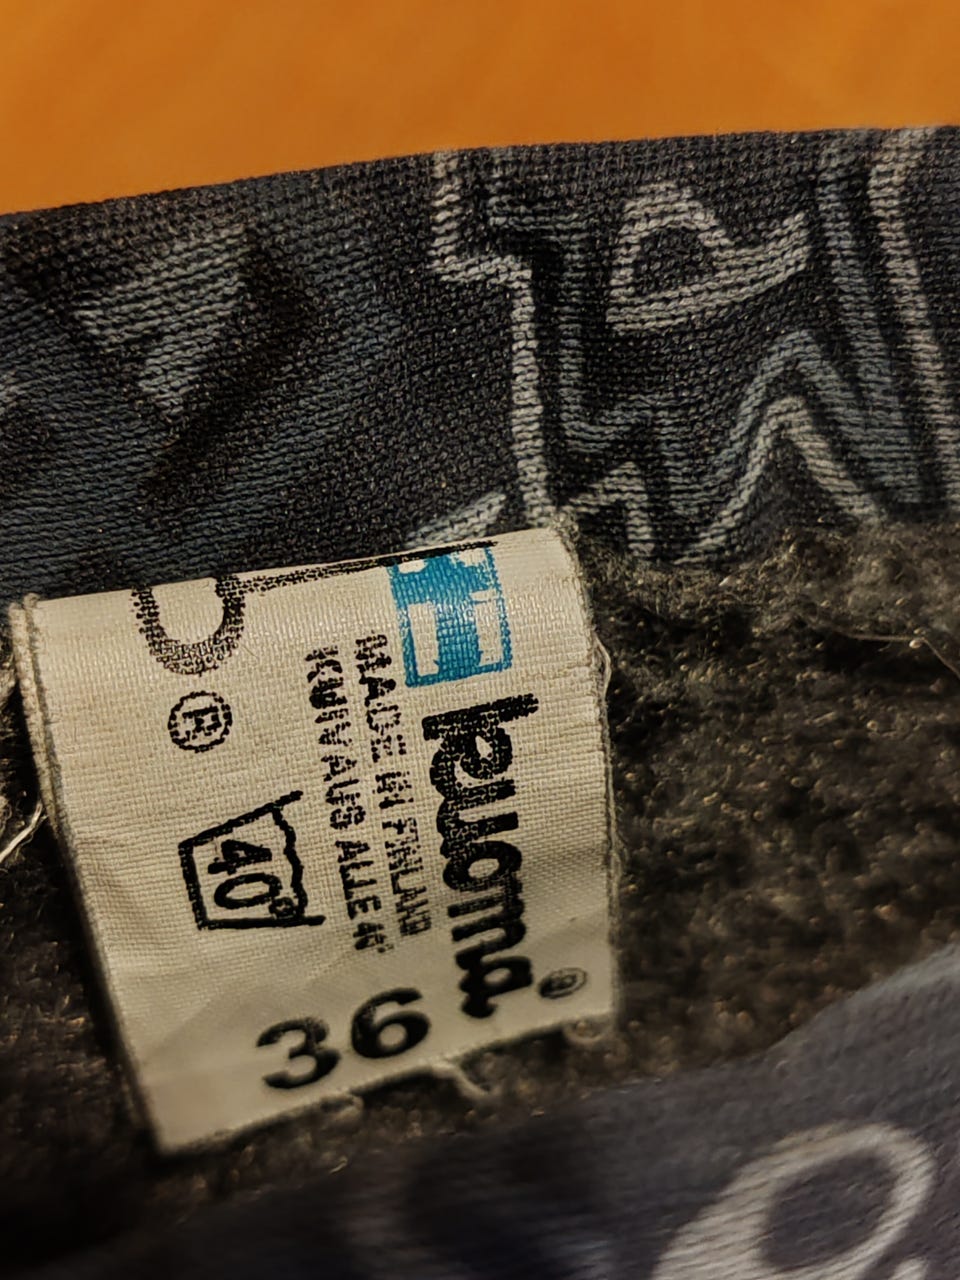 luoma®
MADE IN FINLAND
KUIVAUS ALLE 40°
®
40°
36